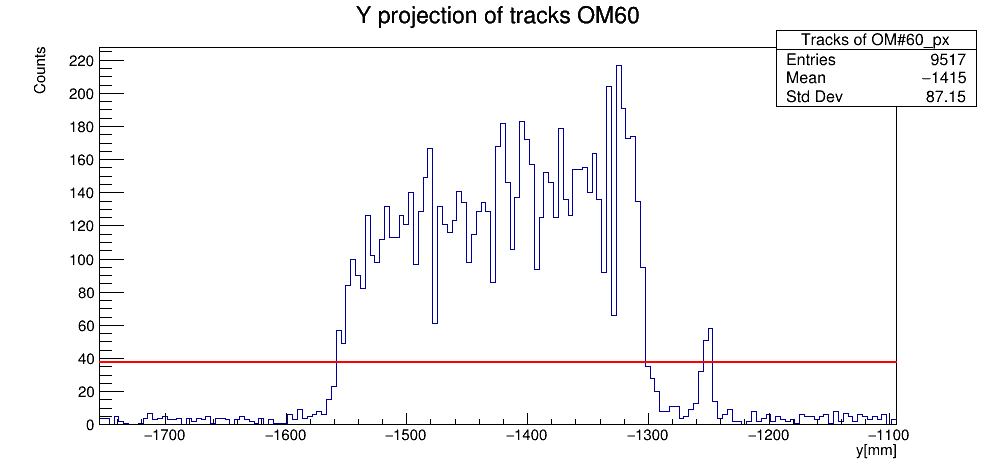 Y projection of tracks OM60
Tracks of OM#60_px
Entries 9517
Mean −1415
Std Dev 87.15
Counts
220
200
180
160
140
120
100
80
60
40
20
0
−1700 −1600 −1500 −1400 −1300 −1200 −1100
y[mm]